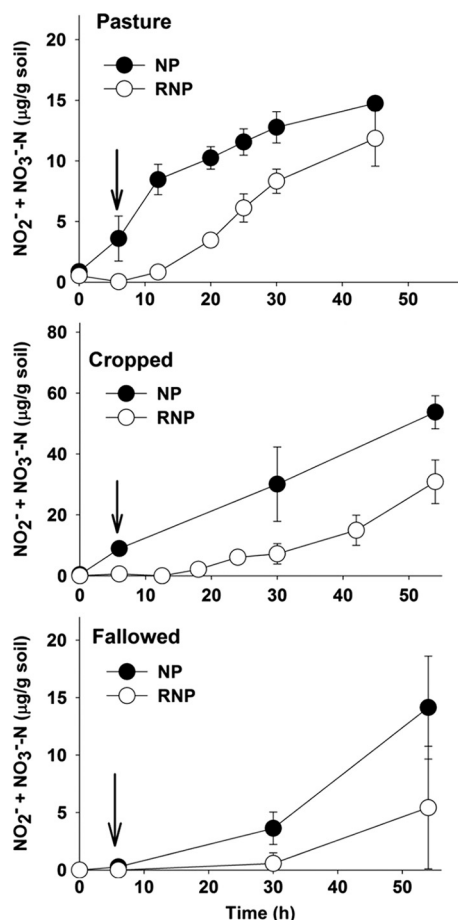 Pasture
NP
RNP
NO2⁻ + NO3⁻-N (µg/g soil)
20
15
10
5
0
0 10 20 30 40 50
Cropped
NP
RNP
NO2⁻ + NO3⁻-N (µg/g soil)
80
60
40
20
0
0 10 20 30 40 50
Fallowed
NP
RNP
NO2⁻ + NO3⁻-N (µg/g soil)
20
15
10
5
0
0 10 20 30 40 50
Time (h)